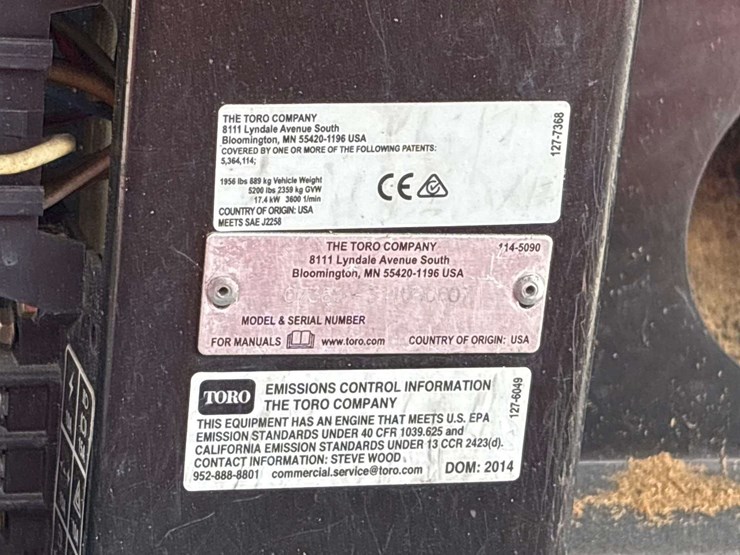 THE TORO COMPANY
8111 Lyndale Avenue South
Bloomington, MN 55420-1196 USA
COVERED BY ONE OR MORE OF THE FOLLOWING PATENTS:
5,364,114;
1956 lbs 889 kg Vehicle Weight
5200 lbs 2359 kg GVW
17.4 kW 3600 1/min
COUNTRY OF ORIGIN: USA
MEETS SAE J2258
CE
127-7368
THE TORO COMPANY
14-5090
8111 Lyndale Avenue South
Bloomington, MN 55420-1196 USA
MODEL & SERIAL NUMBER
FOR MANUALS www.toro.com COUNTRY OF ORIGIN: USA
TORO
EMISSIONS CONTROL INFORMATION
THE TORO COMPANY
THIS EQUIPMENT HAS AN ENGINE THAT MEETS U.S. EPA
EMISSION STANDARDS UNDER 40 CFR 1039.625 and
CALIFORNIA EMISSION STANDARDS UNDER 13 CCR 2423(d).
CONTACT INFORMATION: STEVE WOOD
952-888-8801 commercial.service@toro.com DOM: 2014
127-6049